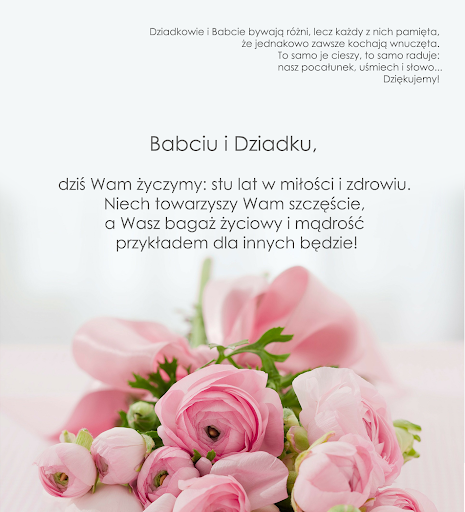 Dziadkowie i Babcie bywają różni, lecz każdy z nich pamięta,
że jednakowo zawsze kochają wnuczęta.
To samo je cieszy, to samo raduje:
nasz pocałunek, uśmiech i słowo...
Dziękujemy!
Babciu i Dziadku,
dziś Wam życzymy: stu lat w miłości i zdrowiu.
Niech towarzyszy Wam szczęście,
a Wasz bagaż życiowy i mądrość
przykładem dla innych będzie!